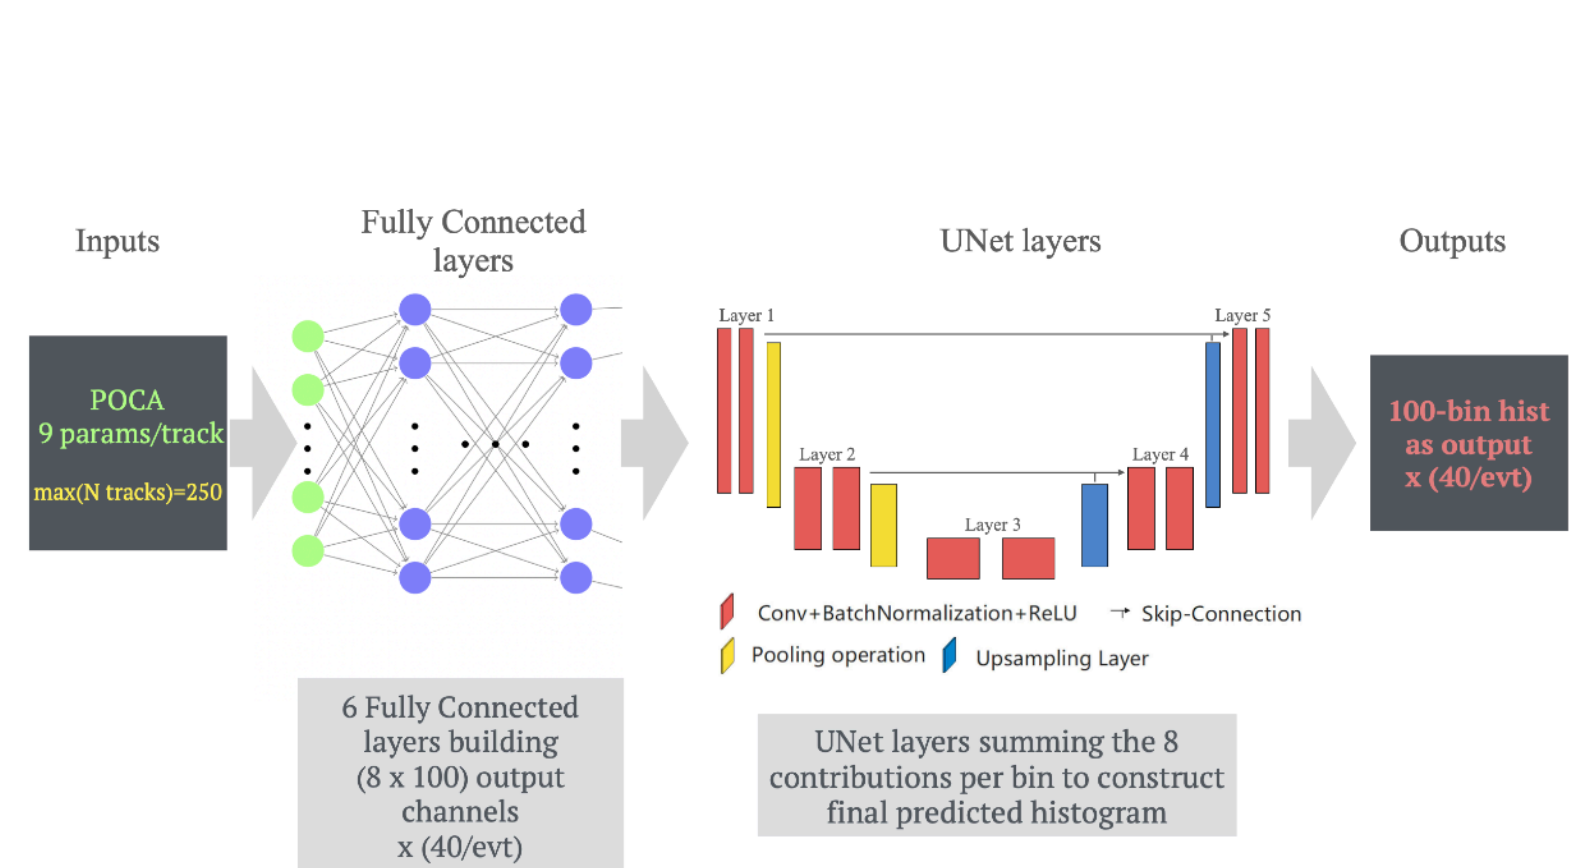 Inputs
Fully Connected
layers
UNet layers
Outputs
POCA
9 params/track
max(N tracks)=250
Layer 1
Layer 5
Layer 2
Layer 4
Layer 3
100-bin hist
as output
x (40/evt)
Conv+BatchNormalization+ReLU
Skip-Connection
Pooling operation
Upsampling Layer
6 Fully Connected
layers building
(8 x 100) output
channels
x (40/evt)
UNet layers summing the 8
contributions per bin to construct
final predicted histogram